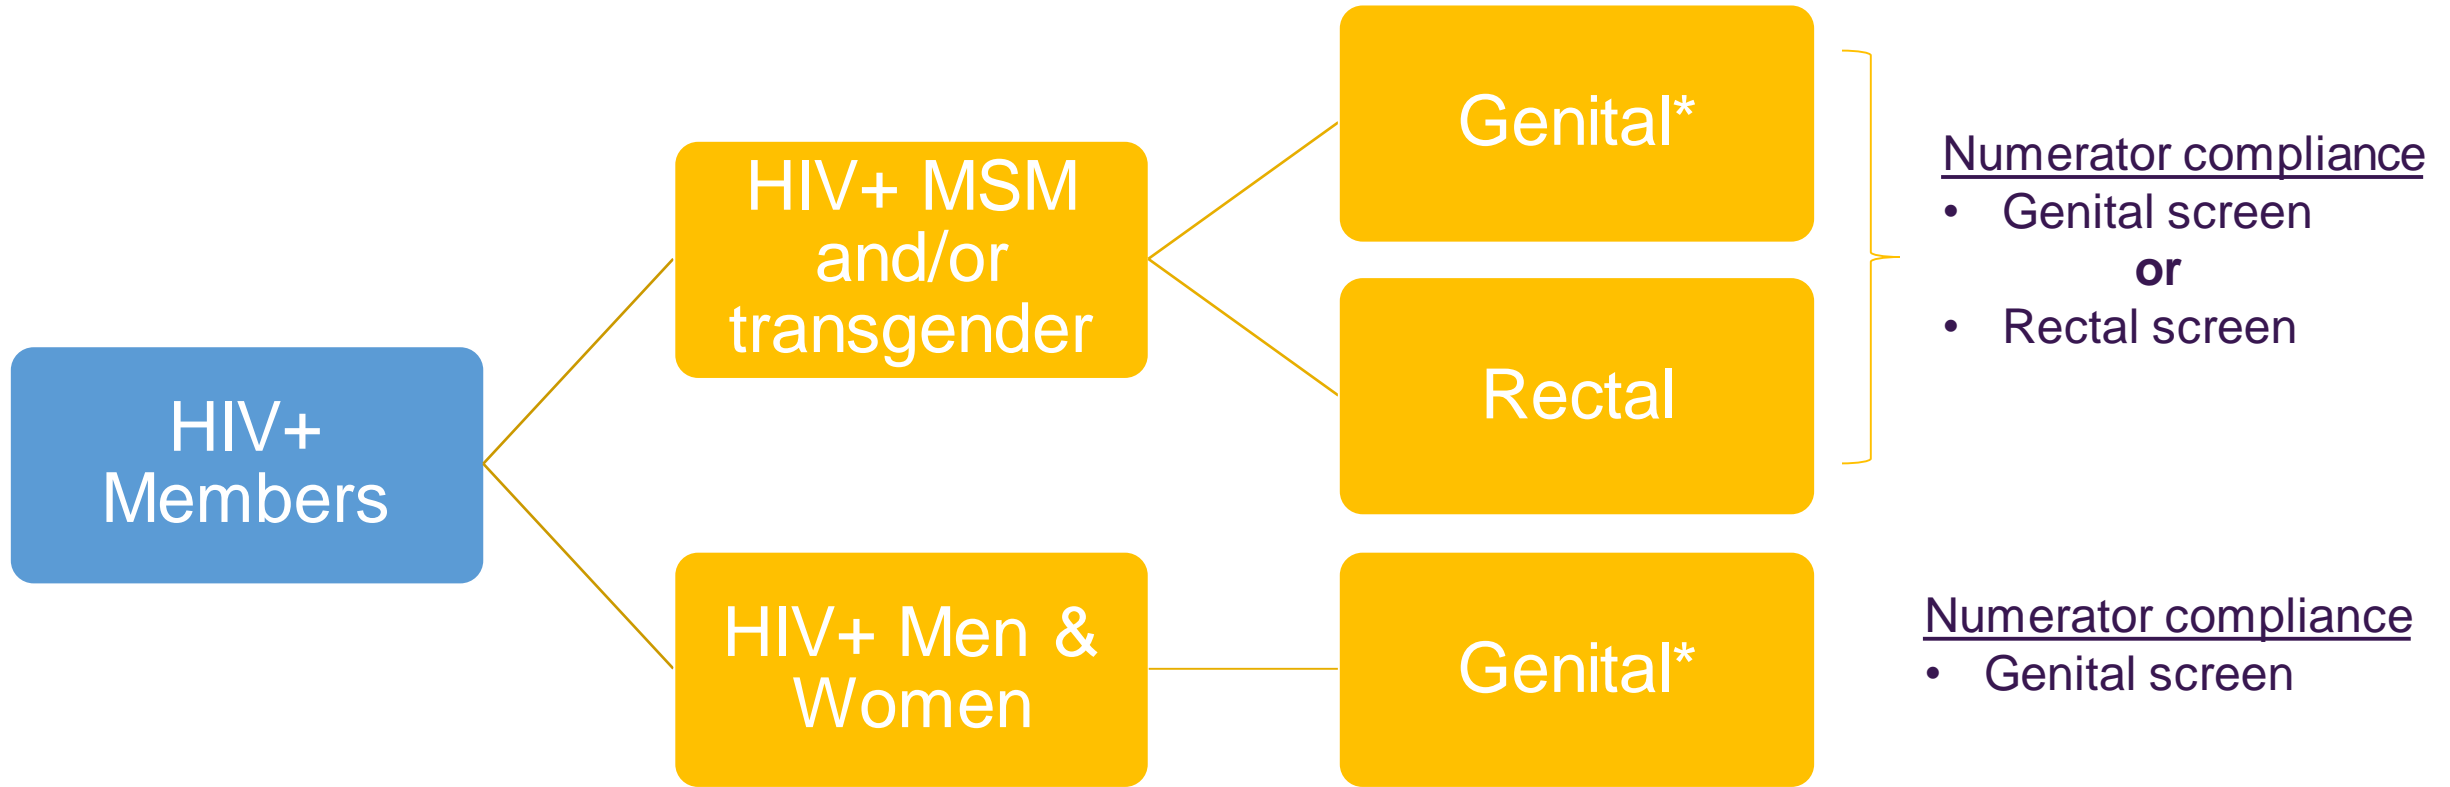 HIV+
Members
HIV+ MSM
and/or
transgender
HIV+ Men &
Women
Genital*
Rectal
Genital*
Numerator compliance
• Genital screen
or
• Rectal screen
Numerator compliance
• Genital screen